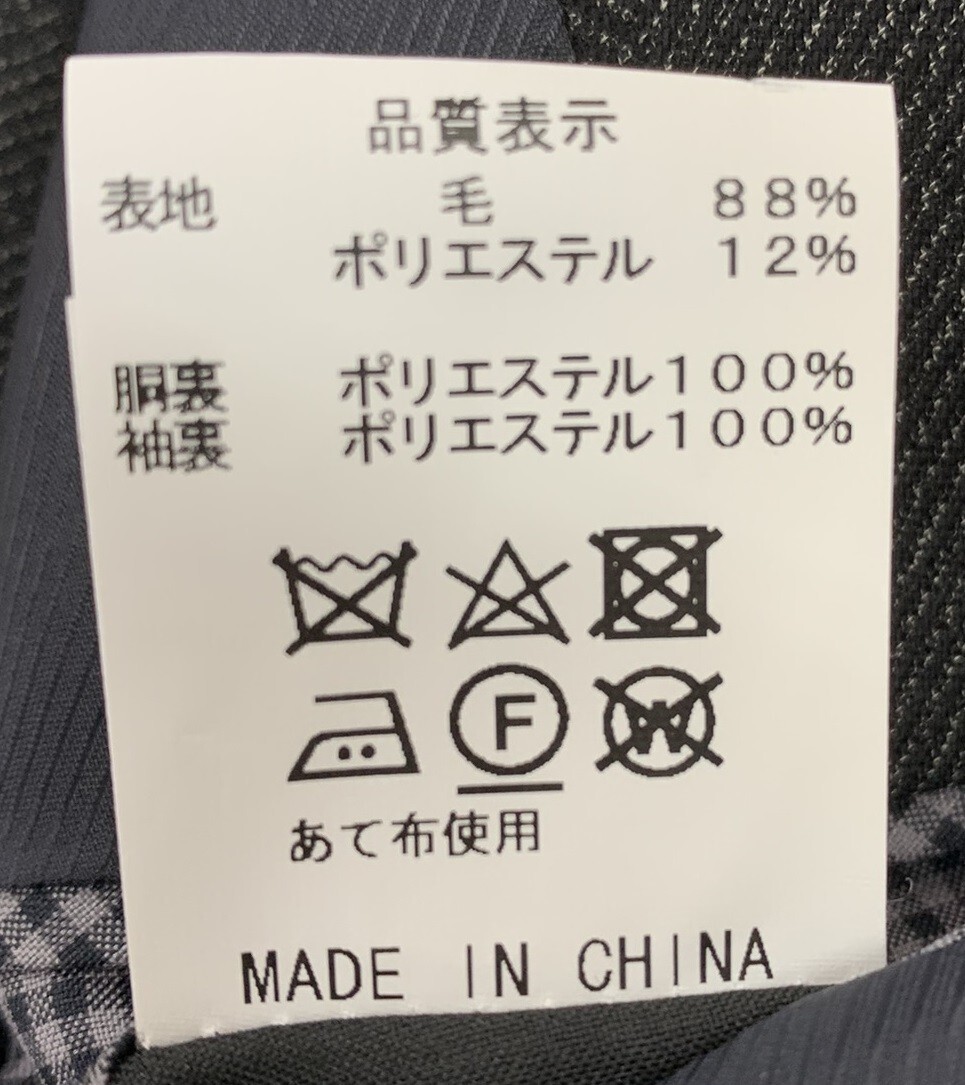 品質表示
表地 毛 88%
ポリエステル 12%
胴裏 ポリエステル100%
袖裏 ポリエステル100%
F W
あて布使用
MADE IN CHINA